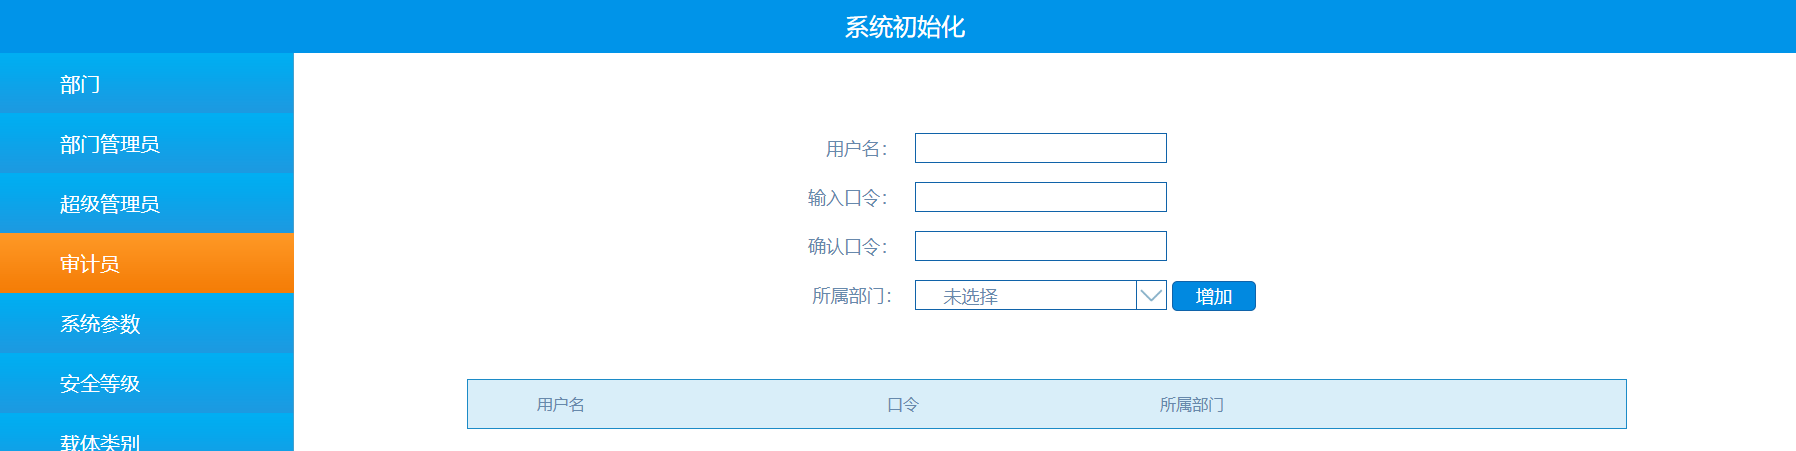 系统初始化
部门
部门管理员
超级管理员
审计员
系统参数
安全等级
载体类别
用户名：
输入口令：
确认口令：
所属部门： 未选择 增加
用户名 口令 所属部门